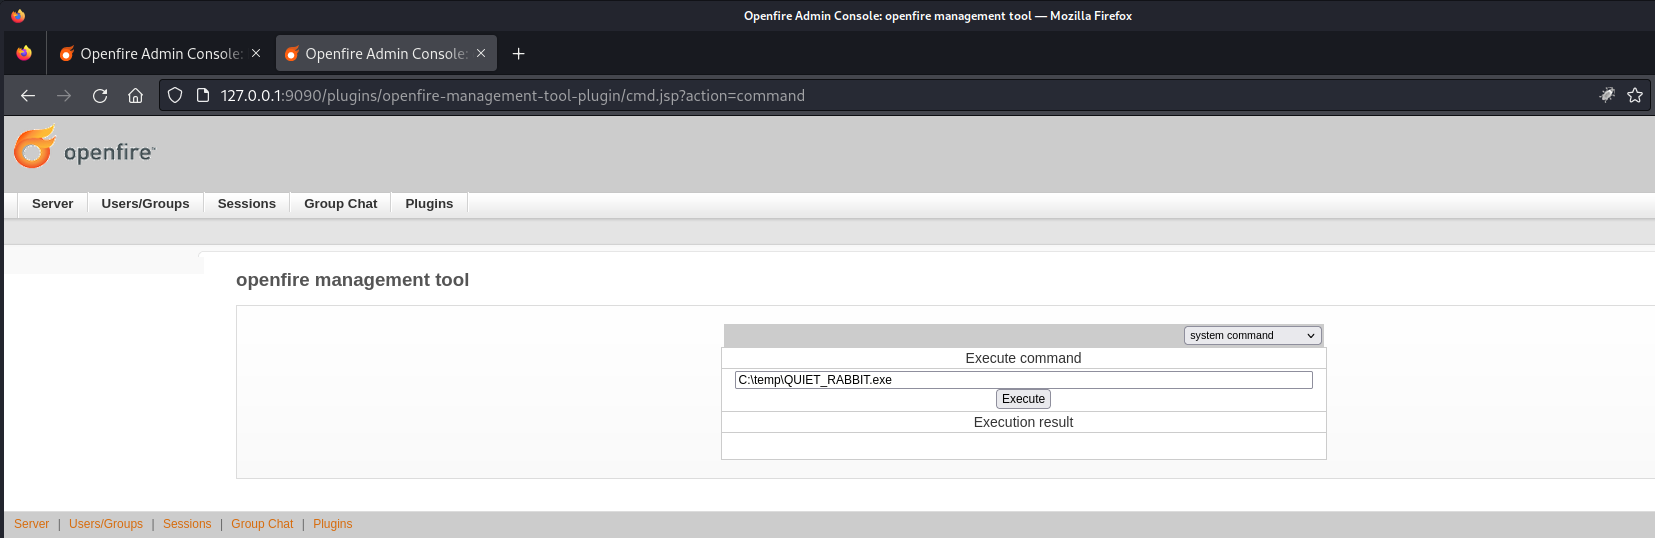 Openfire Admin Console: openfire management tool — Mozilla Firefox
Openfire Admin Console: Openfire Admin Console:
127.0.0.1:9090/plugins/openfire-management-tool-plugin/cmd.jsp?action=command
openfire™
Server Users/Groups Sessions Group Chat Plugins
openfire management tool
system command
Execute command
C:\temp\QUIET_RABBIT.exe
Execute
Execution result
Server | Users/Groups | Sessions | Group Chat | Plugins